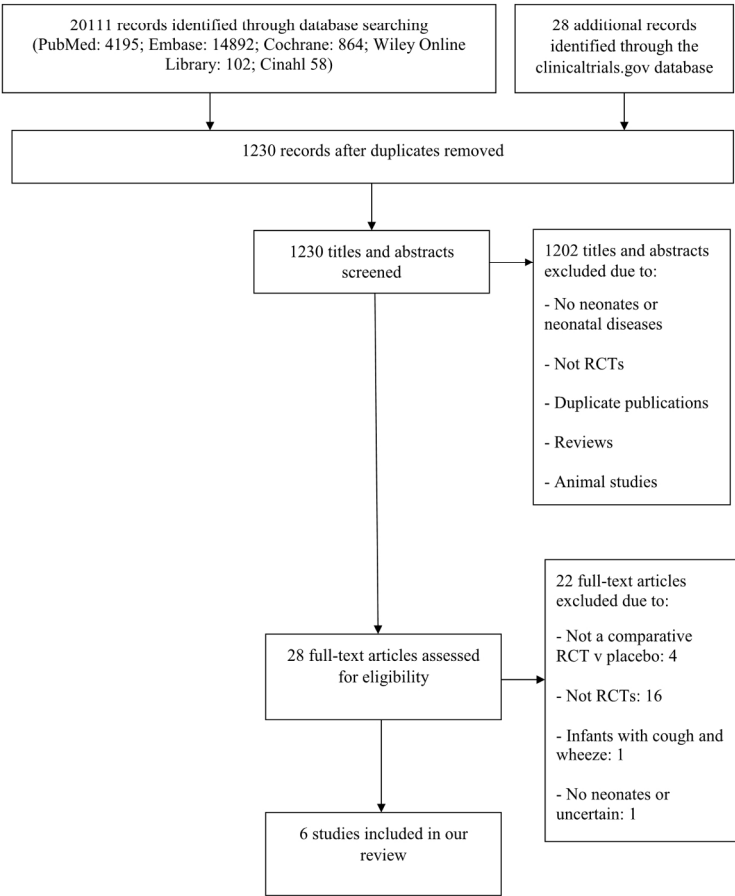 20111 records identified through database searching
(PubMed: 4195; Embase: 14892; Cochrane: 864; Wiley Online
Library: 102; Cinahl 58)
28 additional records
identified through the
clinicaltrials.gov database
1230 records after duplicates removed
1230 titles and abstracts
screened
1202 titles and abstracts
excluded due to:
- No neonates or
neonatal diseases
- Not RCTs
- Duplicate publications
- Reviews
- Animal studies
28 full-text articles assessed
for eligibility
22 full-text articles
excluded due to:
- Not a comparative
RCT v placebo: 4
- Not RCTs: 16
- Infants with cough and
wheeze: 1
- No neonates or
uncertain: 1
6 studies included in our
review